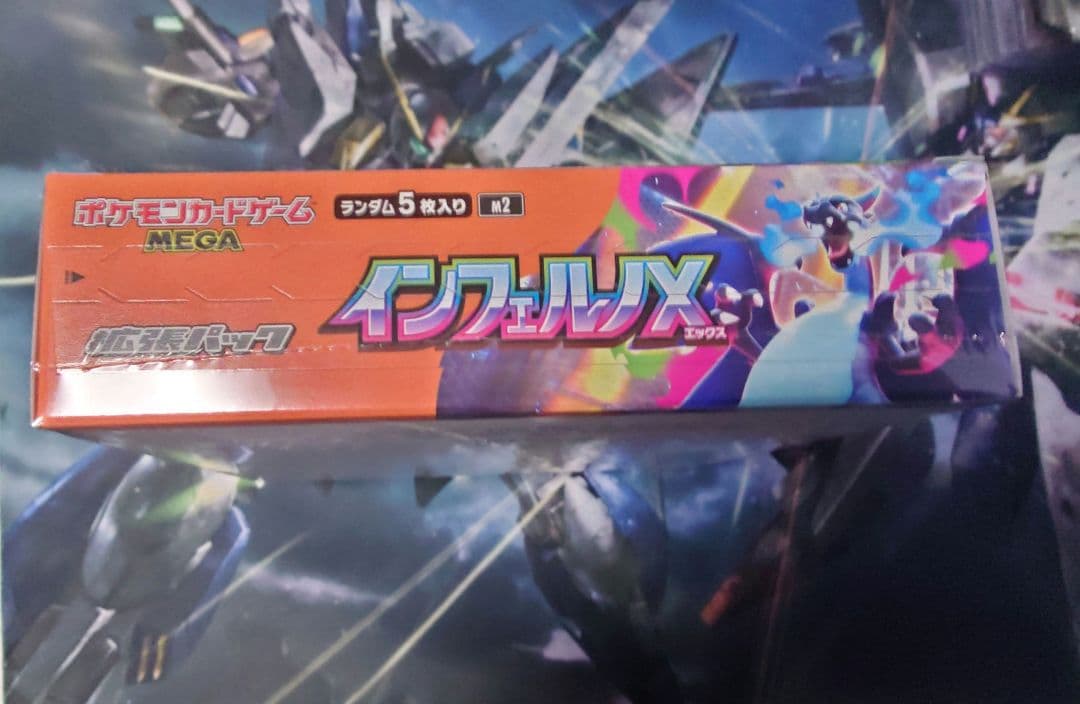 ポケモンカードゲーム
MEGA
ランダム5枚入り M2
インフェルノX
エックス
拡張パック